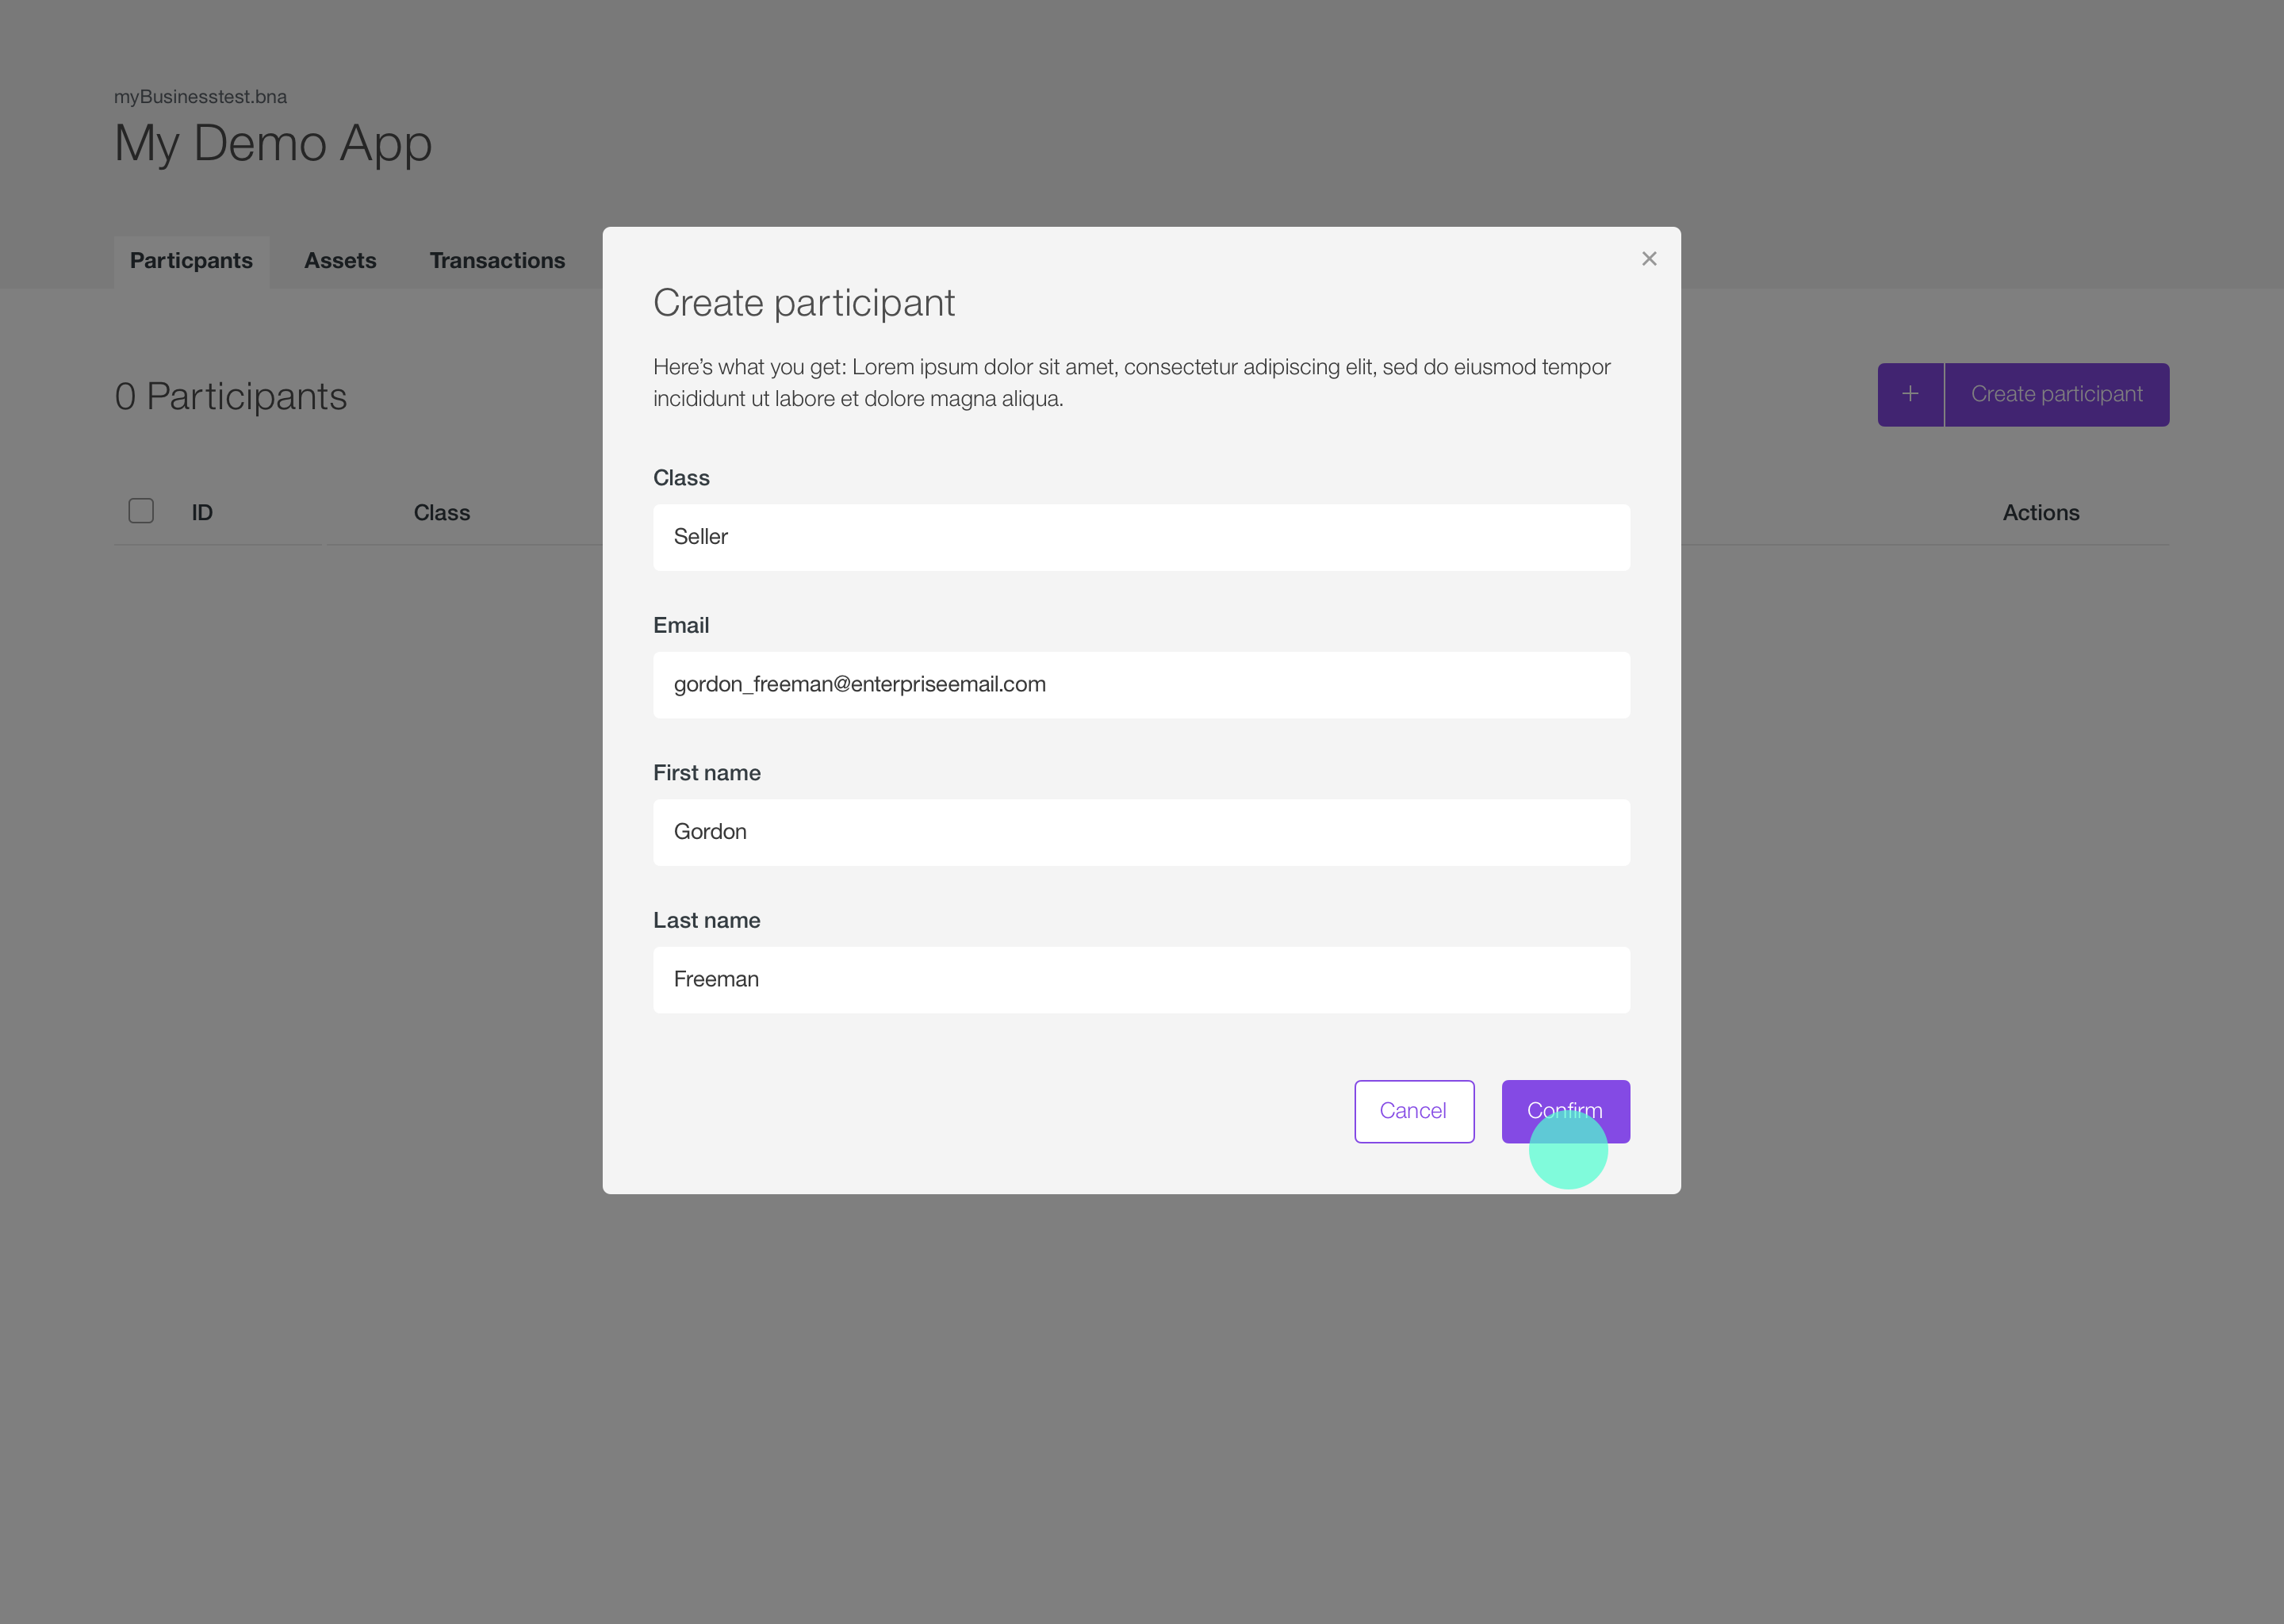 myBusinesstest.bna
My Demo App
Particpants
Assets
Transactions
0 Participants
+ Create participant
ID
Class
Actions
Create participant
Here’s what you get: Lorem ipsum dolor sit amet, consectetur adipiscing elit, sed do eiusmod tempor
incididunt ut labore et dolore magna aliqua.
Class
Seller
Email
gordon_freeman@enterpriseemail.com
First name
Gordon
Last name
Freeman
Cancel
Confirm